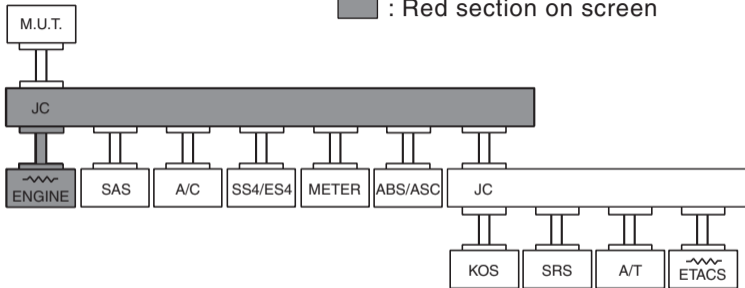 : Red section on screen
M.U.T.
JC
ENGINE
SAS
A/C
SS4/ES4
METER
ABS/ASC
JC
KOS
SRS
A/T
ETACS